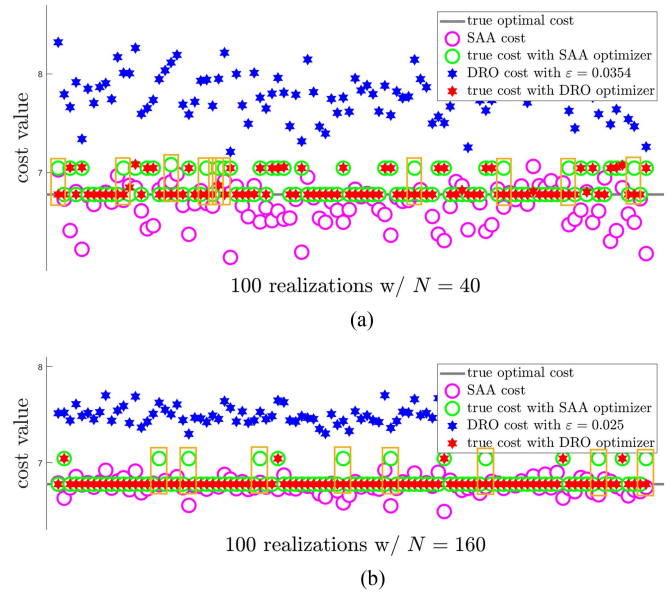 true optimal cost
SAA cost
true cost with SAA optimizer
DRO cost with ε = 0.0354
true cost with DRO optimizer
cost value
8
7
100 realizations w/ N = 40
(a)
true optimal cost
SAA cost
true cost with SAA optimizer
DRO cost with ε = 0.025
true cost with DRO optimizer
cost value
8
7
100 realizations w/ N = 160
(b)